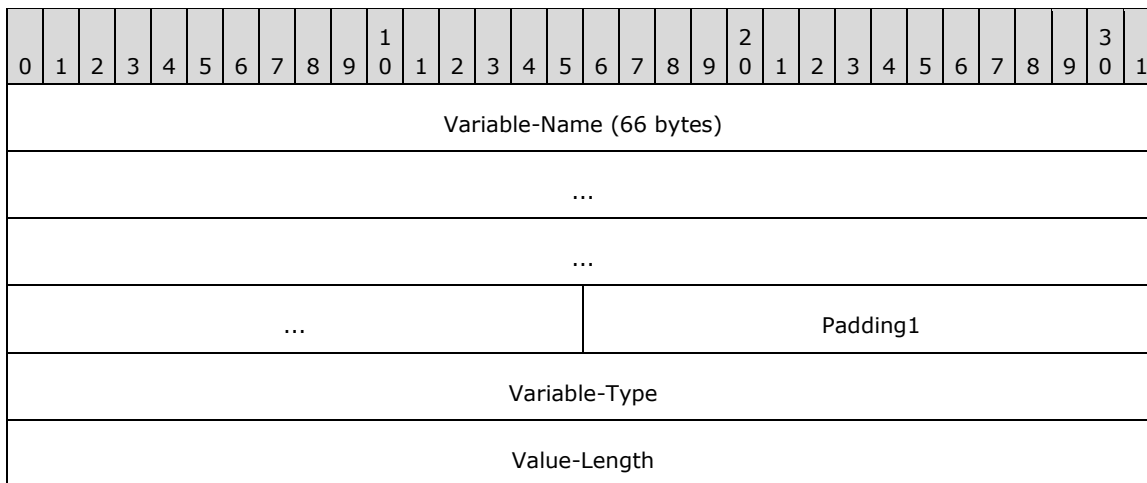 1 2 3
0 1 2 3 4 5 6 7 8 9 0 1 2 3 4 5 6 7 8 9 0 1 2 3 4 5 6 7 8 9 0 1
Variable-Name (66 bytes)
...
...
... Padding1
Variable-Type
Value-Length